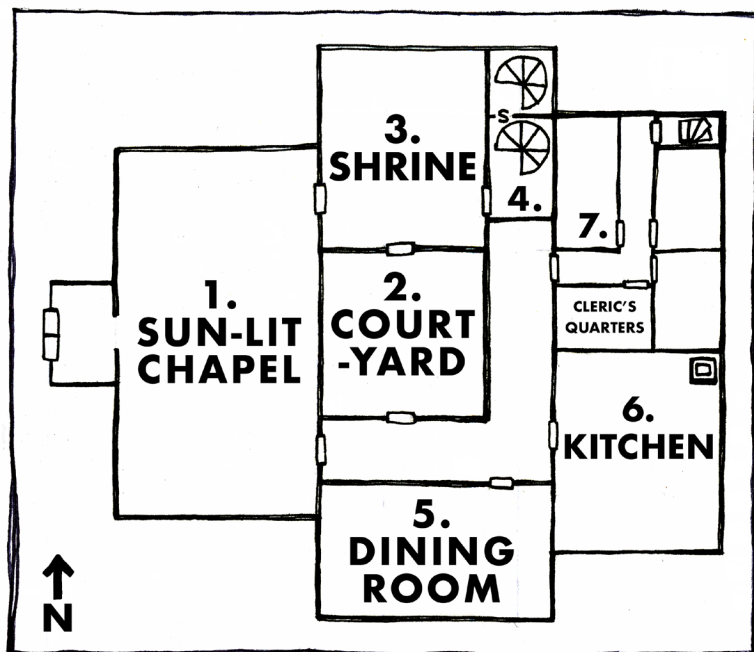 3.
SHRINE
S
4.
7.
1.
SUN-LIT
CHAPEL
2.
COURT
-YARD
CLERIC'S
QUARTERS
6.
KITCHEN
5.
DINING
ROOM
N